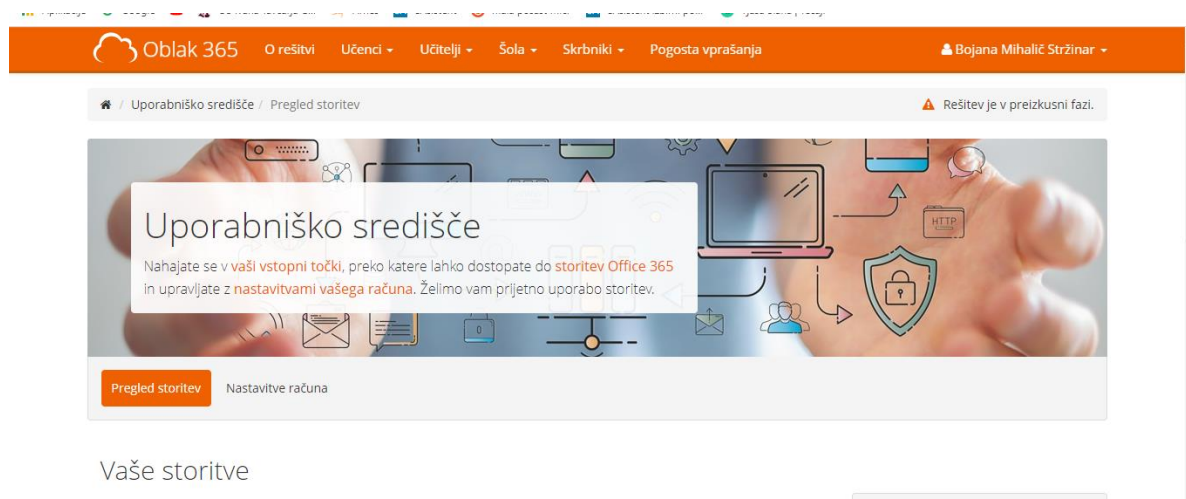 Oblak 365 O rešitvi Učenci Učitelji Šola Skrbniki Pogosta vprašanja Bojana Mihalič Stržinar
/ Uporabniško središče / Pregled storitev Rešitev je v preizkusni fazi.
HTTP
Uporabniško središče
Nahajate se v vaši vstopni točki, preko katere lahko dostopate do storitev Office 365
in upravljate z nastavitvami vašega računa. Želimo vam prijetno uporabo storitev.
Pregled storitev Nastavitve računa
Vaše storitve